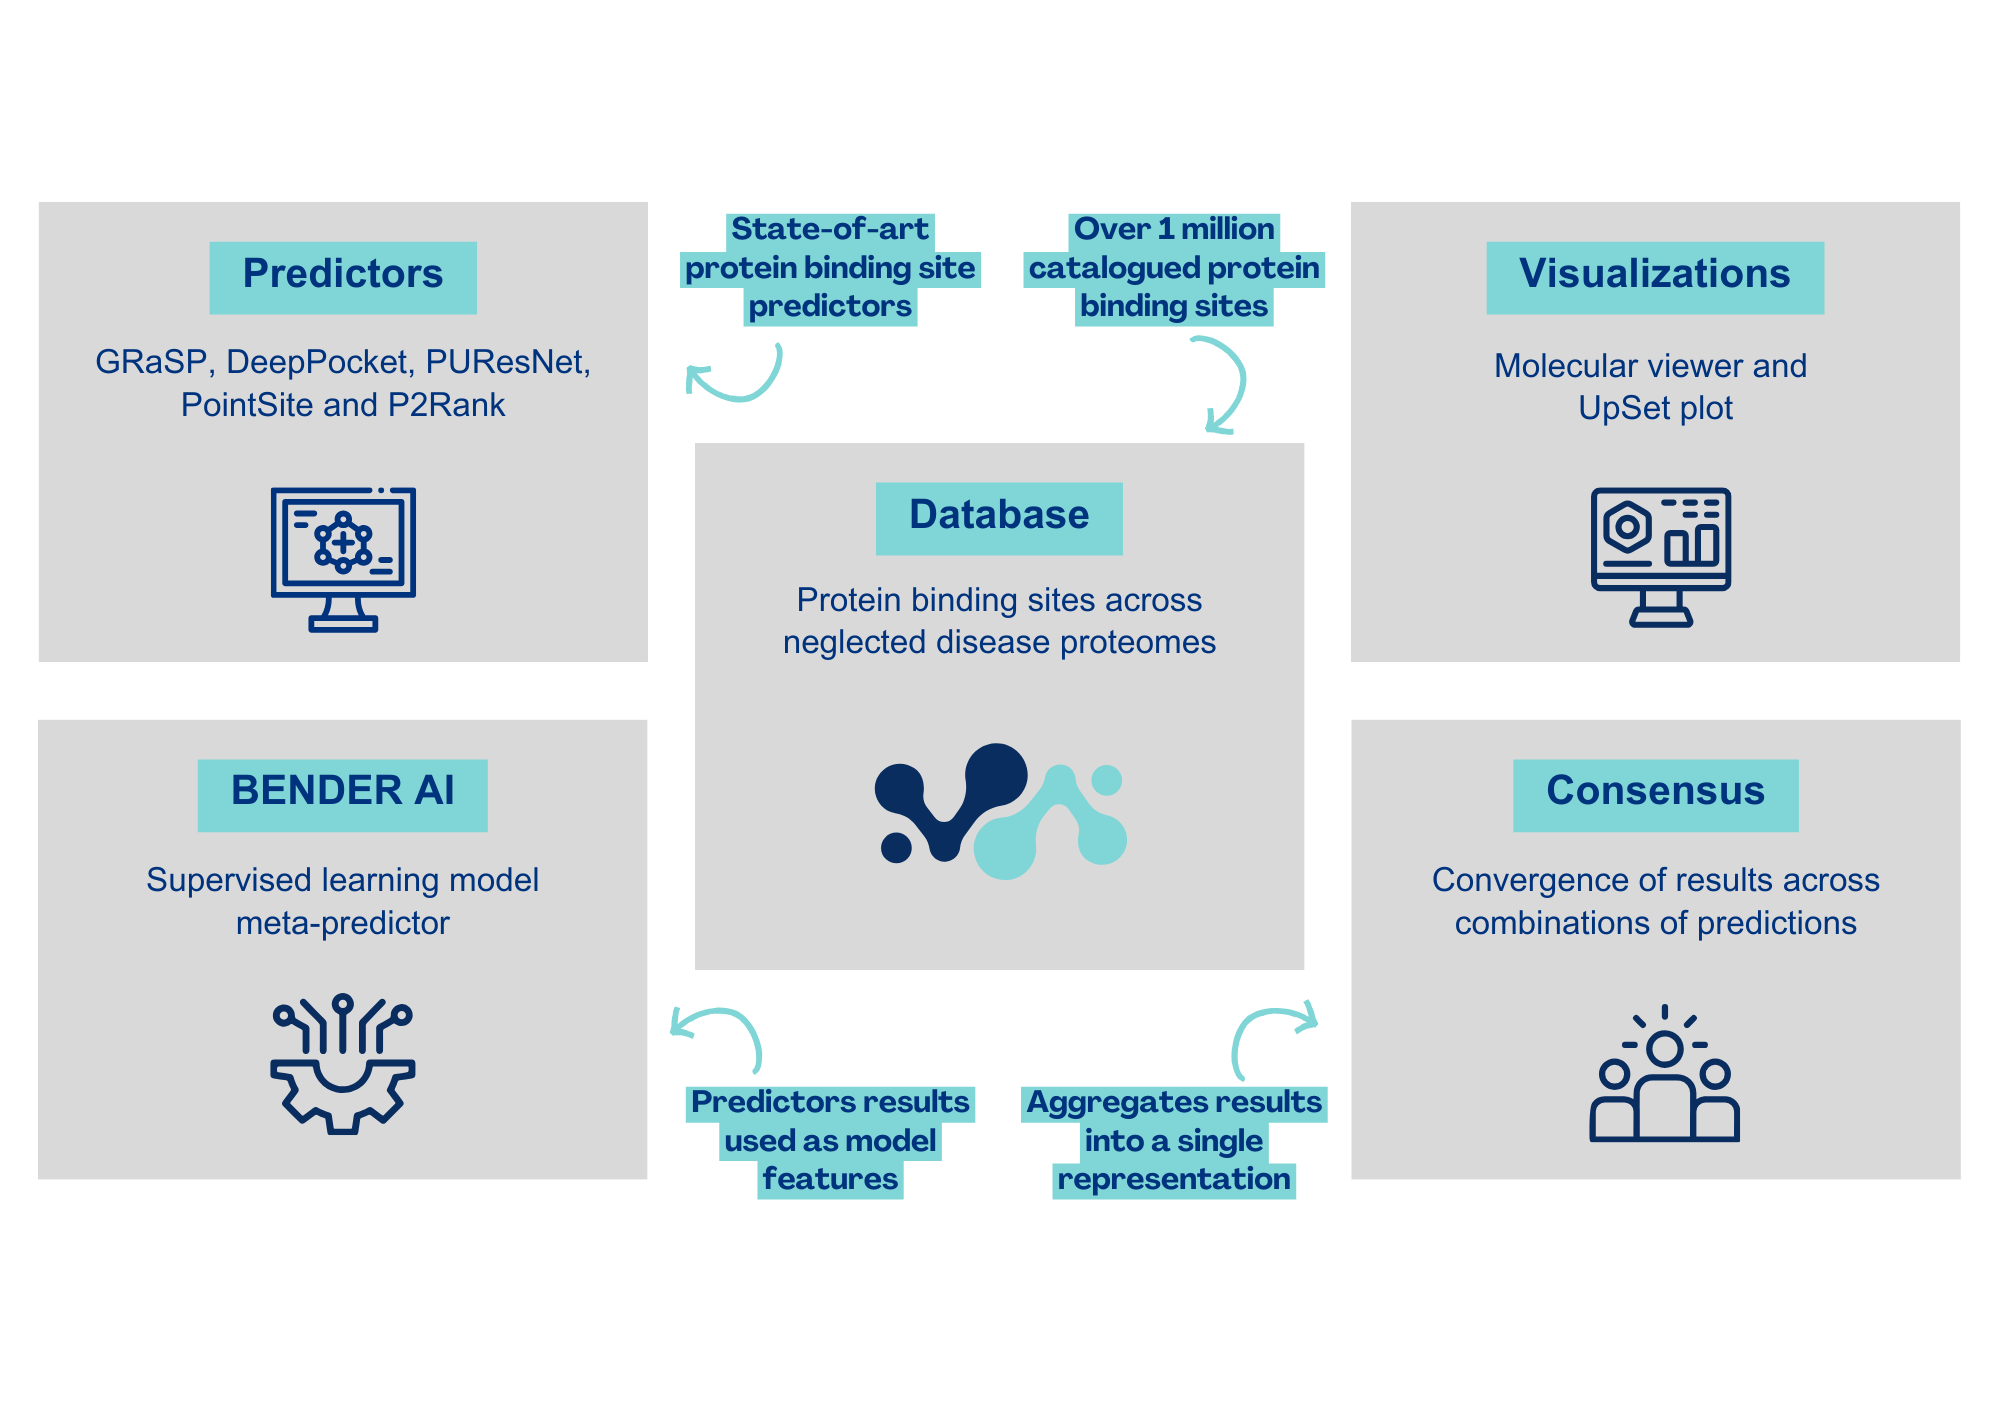 Predictors
GRaSP, DeepPocket, PUResNet,
PointSite and P2Rank
State-of-art
protein binding site
predictors
Over 1 million
catalogued protein
binding sites
Visualizations
Molecular viewer and
UpSet plot
Database
Protein binding sites across
neglected disease proteomes
BENDER AI
Supervised learning model
meta-predictor
Predictors results
used as model
features
Aggregates results
into a single
representation
Consensus
Convergence of results across
combinations of predictions